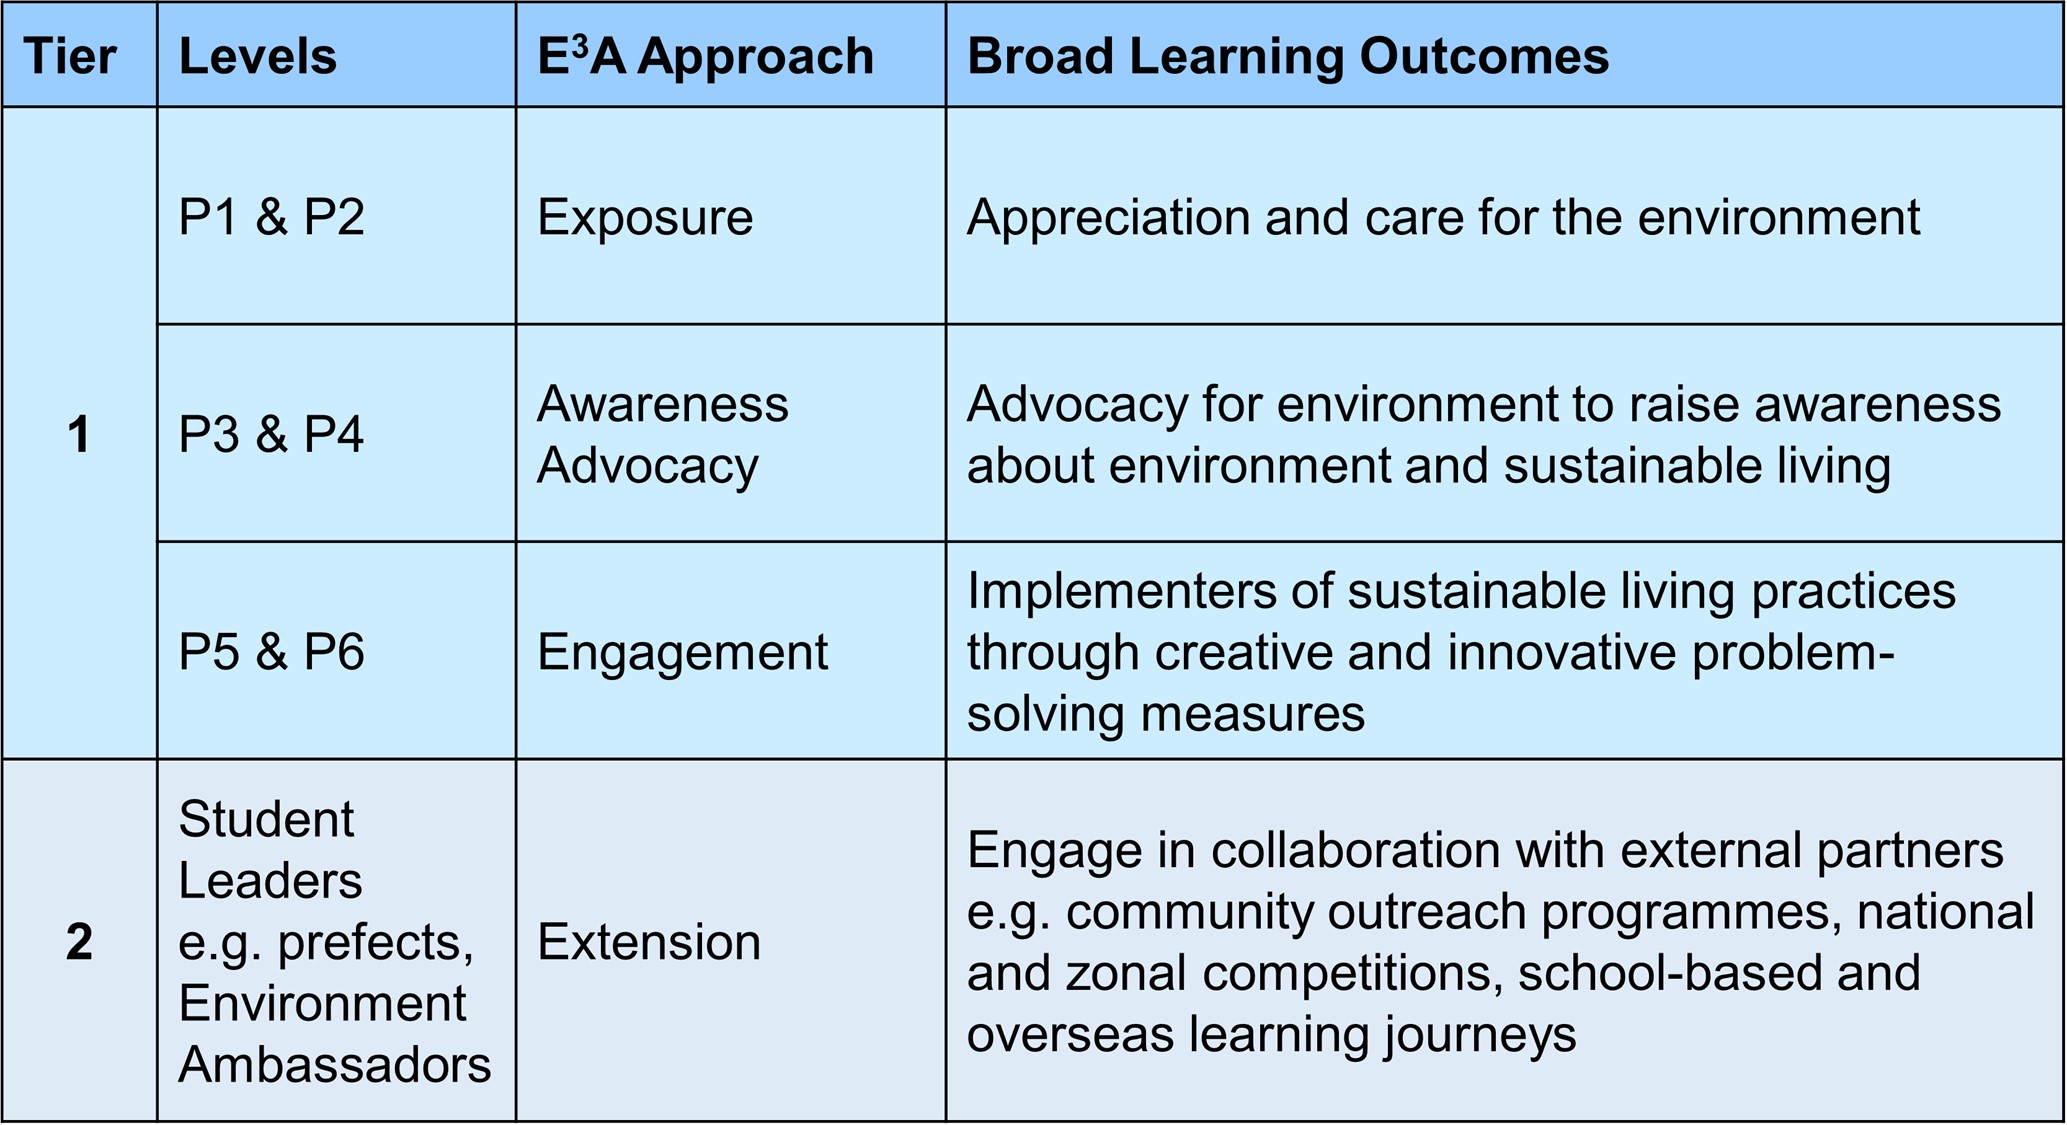 Tier Levels E³A Approach Broad Learning Outcomes
1
P1 & P2
Exposure
Appreciation and care for the environment
P3 & P4
Awareness
Advocacy
Advocacy for environment to raise awareness
about environment and sustainable living
P5 & P6
Engagement
Implementers of sustainable living practices
through creative and innovative problem-
solving measures
2
Student
Leaders
e.g. prefects,
Environment
Ambassadors
Extension
Engage in collaboration with external partners
e.g. community outreach programmes, national
and zonal competitions, school-based and
overseas learning journeys